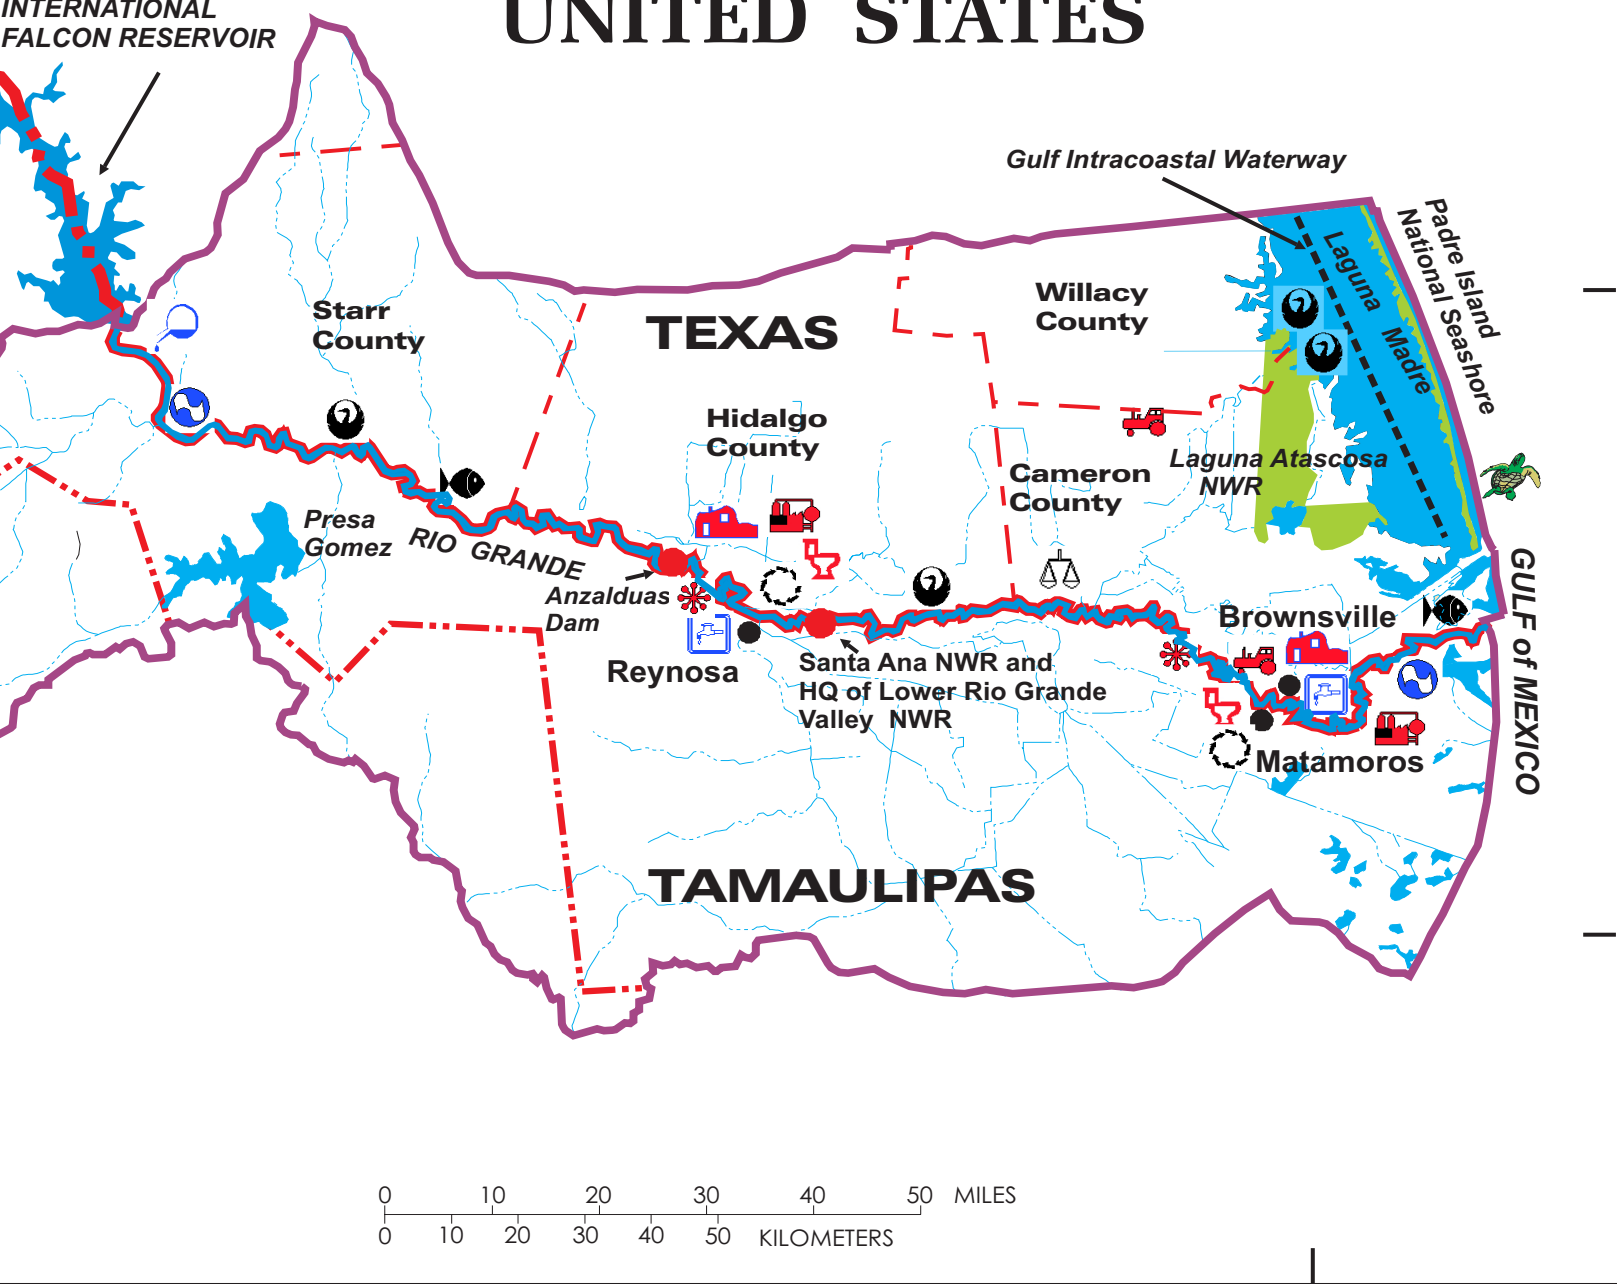 INTERNATIONAL
FALCON RESERVOIR
UNITED STATES
Gulf Intracoastal Waterway
Padre Island
National Seashore
Laguna Madre
Starr
County
TEXAS
Willacy
County
Hidalgo
County
Cameron
County
Laguna Atascosa
NWR
Presa
Gomez
RIO GRANDE
Anzalduas
Dam
Reynosa
Santa Ana NWR and
HQ of Lower Rio Grande
Valley NWR
Brownsville
Matamoros
GULF of MEXICO
TAMAULIPAS
0 10 20 30 40 50 MILES
0 10 20 30 40 50 KILOMETERS